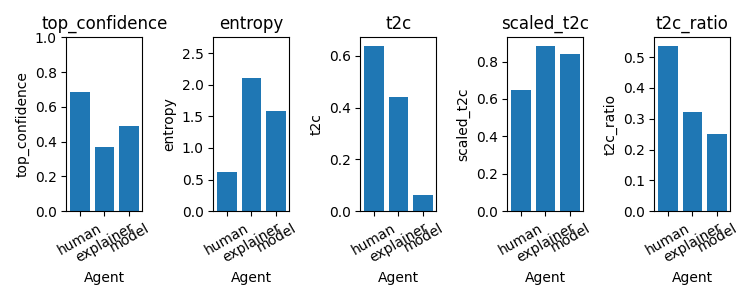 top_confidence
entropy
t2c
scaled_t2c
t2c_ratio
top_confidence
1.0
0.8
0.6
0.4
0.2
0.0
human
explainer
model
Agent
entropy
2.5
2.0
1.5
1.0
0.5
0.0
human
explainer
model
Agent
t2c
0.6
0.4
0.2
0.0
human
explainer
model
Agent
scaled_t2c
0.8
0.6
0.4
0.2
0.0
human
explainer
model
Agent
t2c_ratio
0.5
0.4
0.3
0.2
0.1
0.0
human
explainer
model
Agent